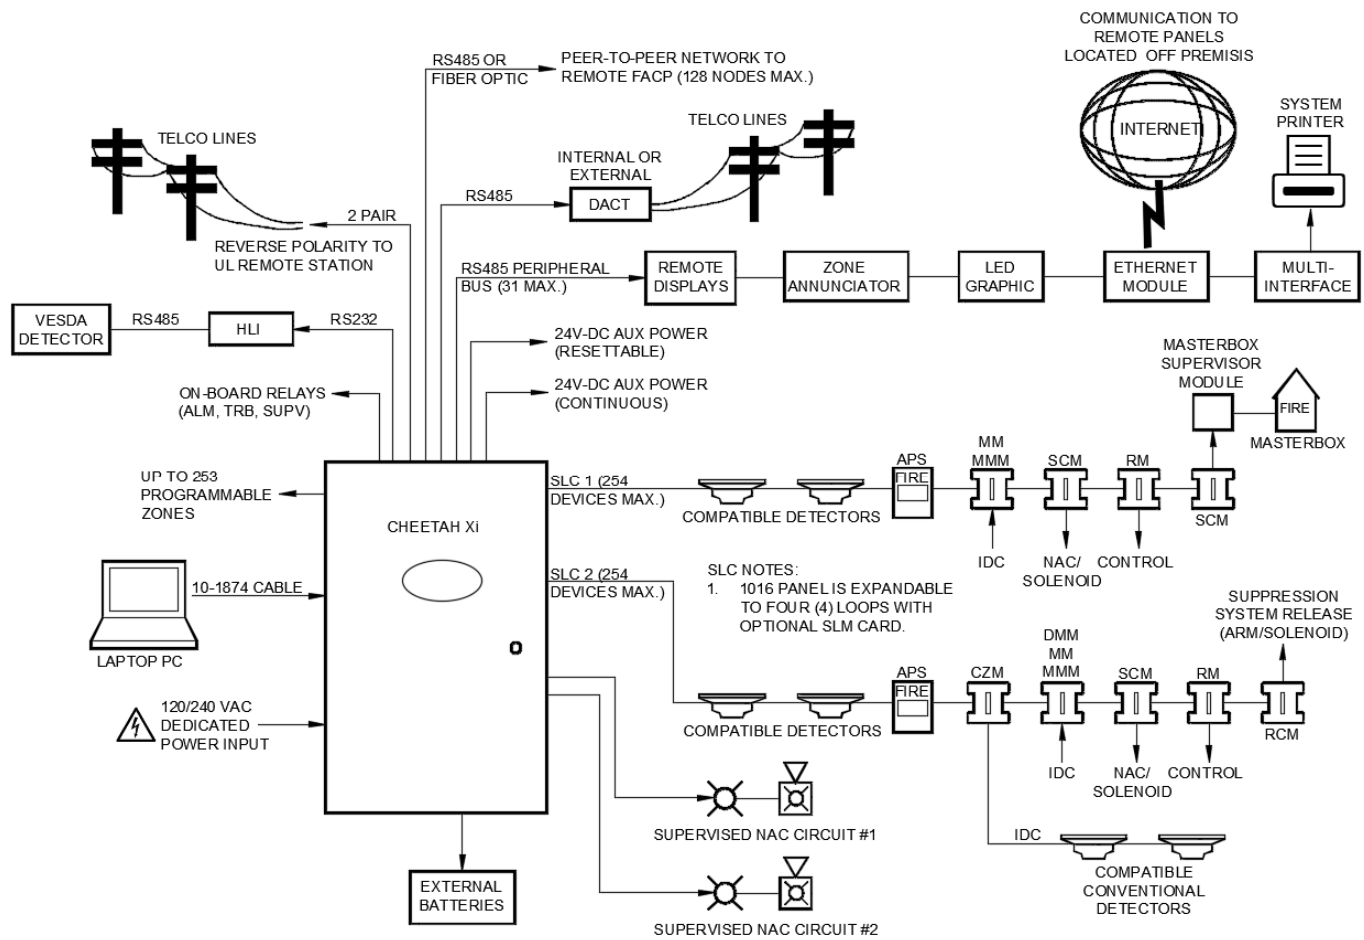 COMMUNICATION TO
REMOTE PANELS
LOCATED OFF PREMISIS
RS485 OR
FIBER OPTIC
PEER-TO-PEER NETWORK TO
REMOTE FACP (128 NODES MAX.)
SYSTEM
PRINTER
INTERNET
TELCO LINES
TELCO LINES
INTERNAL OR
EXTERNAL
RS485
DACT
2 PAIR
REVERSE POLARITY TO
UL REMOTE STATION
RS485 PERIPHERAL
BUS (31 MAX.)
REMOTE
DISPLAYS
ZONE
ANNUNCIATOR
LED
GRAPHIC
ETHERNET
MODULE
MULTI-
INTERFACE
VESDA
DETECTOR
RS485
HLI
RS232
24V-DC AUX POWER
(RESETTABLE)
24V-DC AUX POWER
(CONTINUOUS)
ON-BOARD RELAYS
(ALM, TRB, SUPV)
MASTERBOX
SUPERVISOR
MODULE
FIRE
MASTERBOX
UP TO 253
PROGRAMMABLE
ZONES
CHEETAH Xi
SLC 1 (254
DEVICES MAX.)
COMPATIBLE DETECTORS
APS
FIRE
MM
MMM
SCM
RM
SCM
IDC
NAC/
SOLENOID
CONTROL
10-1874 CABLE
LAPTOP PC
SLC 2 (254
DEVICES MAX.)
SLC NOTES:
1. 1016 PANEL IS EXPANDABLE
TO FOUR (4) LOOPS WITH
OPTIONAL SLM CARD.
SUPPRESSION
SYSTEM RELEASE
(ARM/SOLENOID)
COMPATIBLE DETECTORS
APS
FIRE
CZM
DMM
MM
MMM
SCM
RM
RCM
IDC
NAC/
SOLENOID
CONTROL
120/240 VAC
DEDICATED
POWER INPUT
SUPERVISED NAC CIRCUIT #1
IDC
COMPATIBLE
CONVENTIONAL
DETECTORS
EXTERNAL
BATTERIES
SUPERVISED NAC CIRCUIT #2